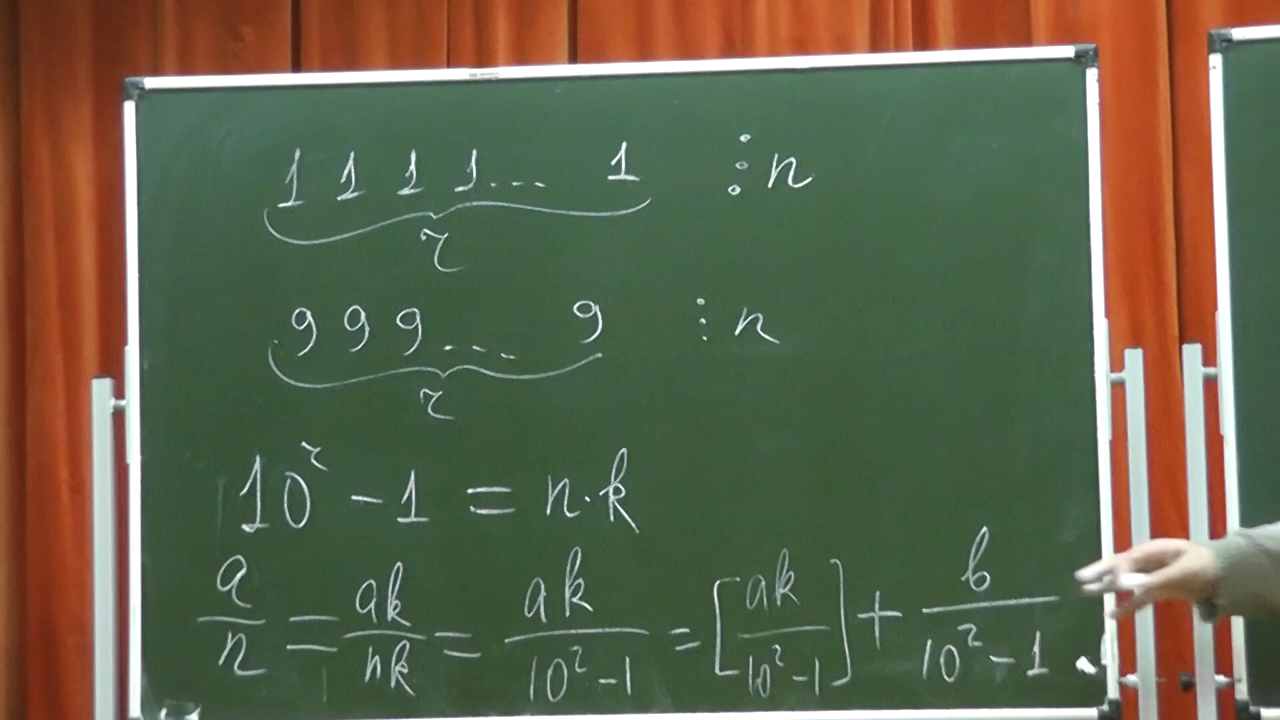 1 1 1 1 ... 1 ⋮ n
r
9 9 9 ... 9 ⋮ n
r
10^r - 1 = n·k
a/n = ak/nk = ak/(10^r - 1) = [ak/(10^r - 1)] + b/(10^r - 1)